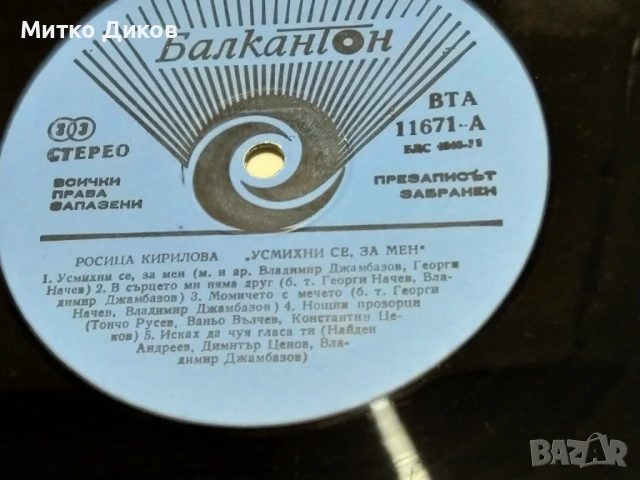 Митко Диков
Балкантон
33
СТЕРЕО
ВСИЧКИ
ПРАВА
ЗАПАЗЕНИ
ВТА
11671-А
БДС
ПРЕЗАПИСЪТ
ЗАБРАНЕН
РОСИЦА КИРИЛОВА „УСМИХНИ СЕ, ЗА МЕН"
1. Усмихни се, за мен (м. и ар. Владимир Джамбазов, Георги
Начев) 2. В сърцето ми няма друг (б. т. Георги Начев, Вла-
димир Джамбазов) 3. Момичето с мечето (б. т. Георги
Начев, Владимир Джамбазов) 4. Нощни прозорци
(Тончо Русев, Ваньо Вълчев, Константин Це-
ков) 5. Исках да чуя гласа ти (Найден
Андреев, Димитър Ценов, Вла-
димир Джамбазов)
BAZAR